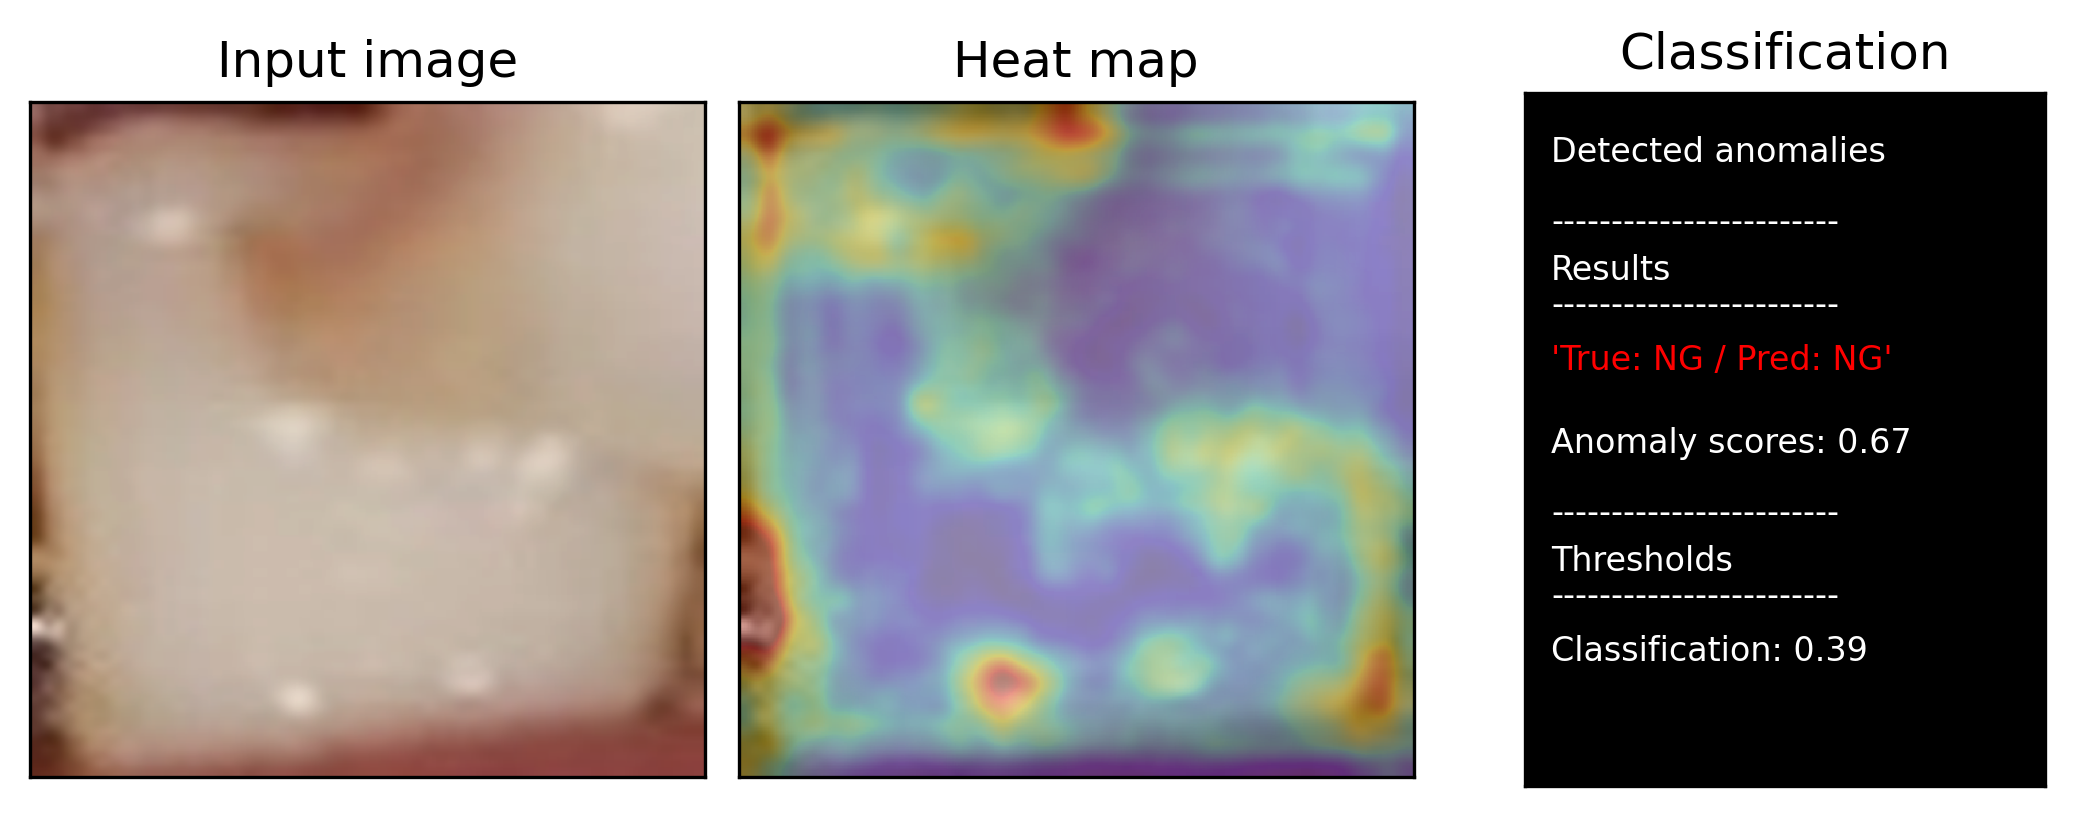 Input image
Heat map
Classification
Detected anomalies
------------------------
Results
------------------------
'True: NG / Pred: NG'
Anomaly scores: 0.67
------------------------
Thresholds
------------------------
Classification: 0.39